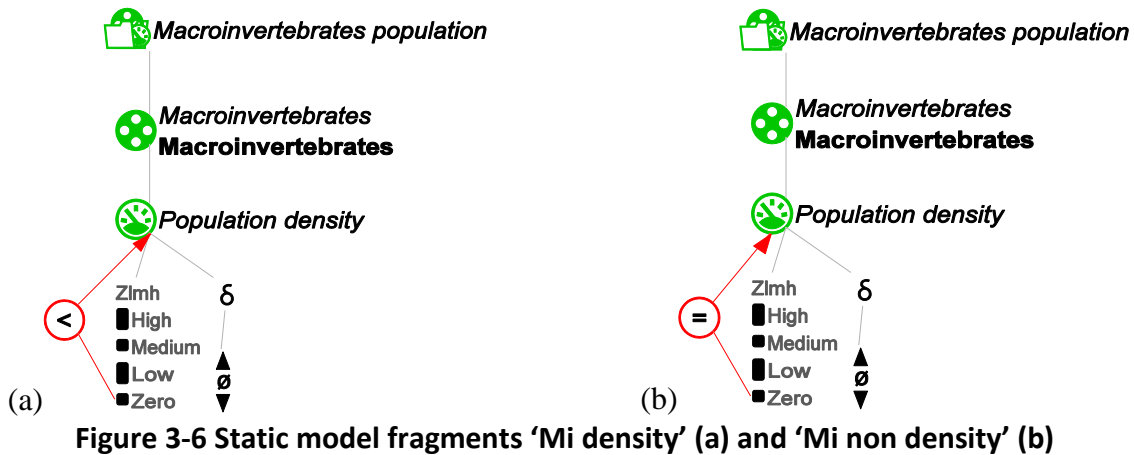 Macroinvertebrates population
Macroinvertebrates
Macroinvertebrates
Population density
Zlmh
δ
High
<
Medium
Low
ø
Zero
(a)
Macroinvertebrates population
Macroinvertebrates
Macroinvertebrates
Population density
Zlmh
δ
High
=
Medium
Low
ø
Zero
(b)
Figure 3-6 Static model fragments ‘Mi density’ (a) and ‘Mi non density’ (b)